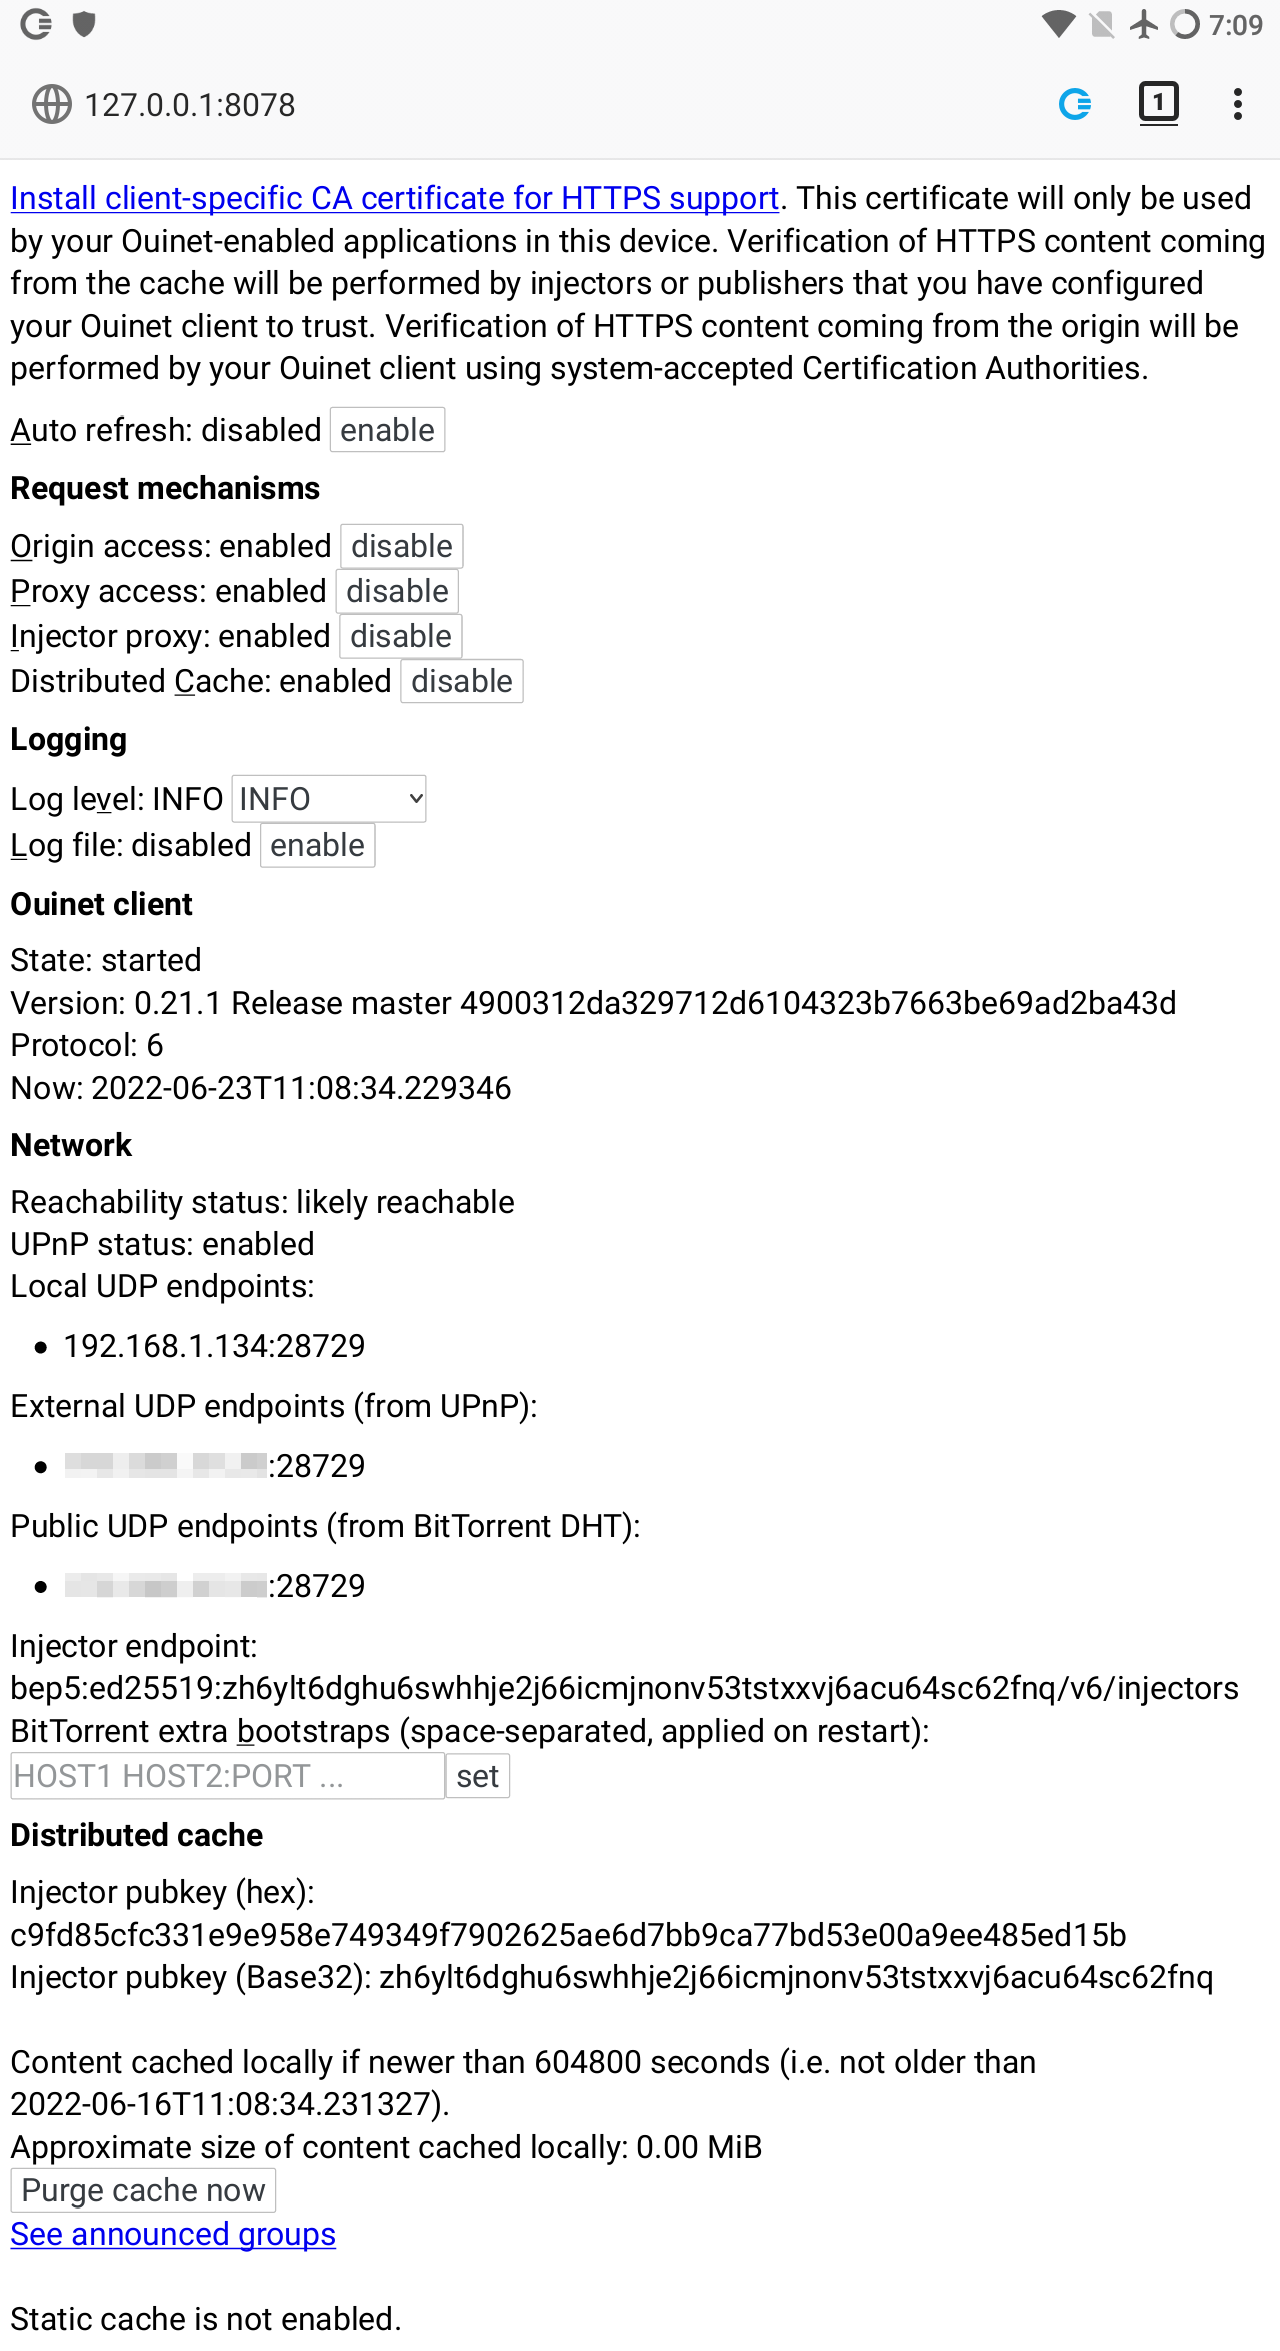 7:09
127.0.0.1:8078
1
Install client-specific CA certificate for HTTPS support. This certificate will only be used
by your Ouinet-enabled applications in this device. Verification of HTTPS content coming
from the cache will be performed by injectors or publishers that you have configured
your Ouinet client to trust. Verification of HTTPS content coming from the origin will be
performed by your Ouinet client using system-accepted Certification Authorities.
Auto refresh: disabled enable
Request mechanisms
Origin access: enabled disable
Proxy access: enabled disable
Injector proxy: enabled disable
Distributed Cache: enabled disable
Logging
Log level: INFO INFO
Log file: disabled enable
Ouinet client
State: started
Version: 0.21.1 Release master 4900312da329712d6104323b7663be69ad2ba43d
Protocol: 6
Now: 2022-06-23T11:08:34.229346
Network
Reachability status: likely reachable
UPnP status: enabled
Local UDP endpoints:
• 192.168.1.134:28729
External UDP endpoints (from UPnP):
• :28729
Public UDP endpoints (from BitTorrent DHT):
• :28729
Injector endpoint:
bep5:ed25519:zh6ylt6dghu6swhhje2j66icmjnonv53tstxxvj6acu64sc62fnq/v6/injectors
BitTorrent extra bootstraps (space-separated, applied on restart):
HOST1 HOST2:PORT ... set
Distributed cache
Injector pubkey (hex):
c9fd85cfc331e9e958e749349f7902625ae6d7bb9ca77bd53e00a9ee485ed15b
Injector pubkey (Base32): zh6ylt6dghu6swhhje2j66icmjnonv53tstxxvj6acu64sc62fnq
Content cached locally if newer than 604800 seconds (i.e. not older than
2022-06-16T11:08:34.231327).
Approximate size of content cached locally: 0.00 MiB
Purge cache now
See announced groups
Static cache is not enabled.